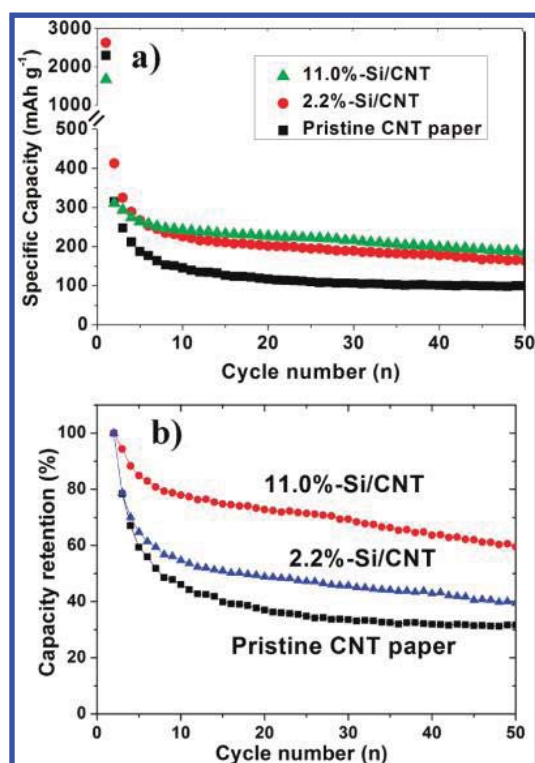 3000
a)
2000
1000
500
400
300
200
100
0
Specific Capacity (mAh g⁻¹)
11.0%-Si/CNT
2.2%-Si/CNT
Pristine CNT paper
0 10 20 30 40 50
Cycle number (n)
b)
100
80
60
40
20
0
Capacity retention (%)
11.0%-Si/CNT
2.2%-Si/CNT
Pristine CNT paper
0 10 20 30 40 50
Cycle number (n)